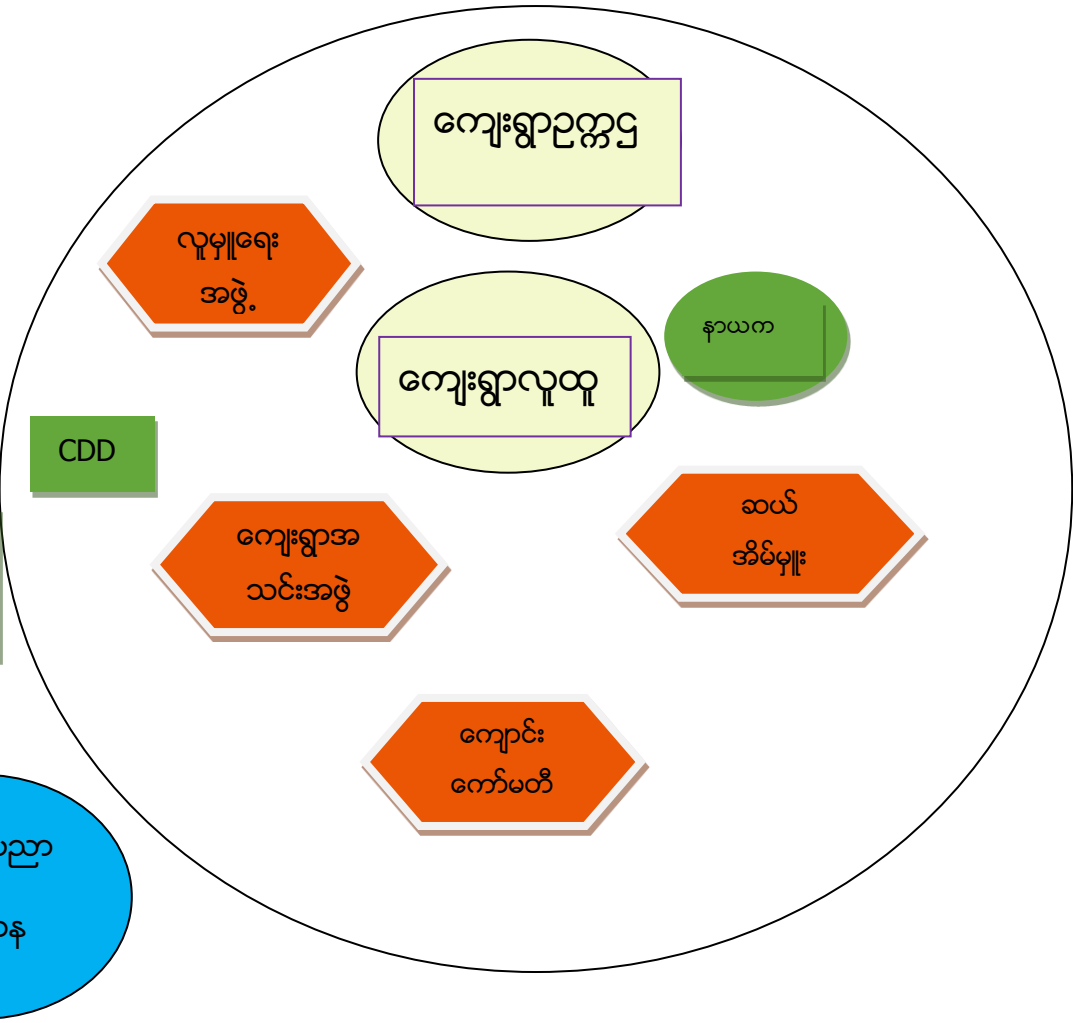 ကျေးရွာဥက္ကဌ
လူမှုရေး
အဖွဲ့
နာယက
ကျေးရွာလူထု
CDD
ကျေးရွာအ
သင်းအဖွဲ
ဆယ်
အိမ်မှူး
ကျောင်း
ကော်မတီ